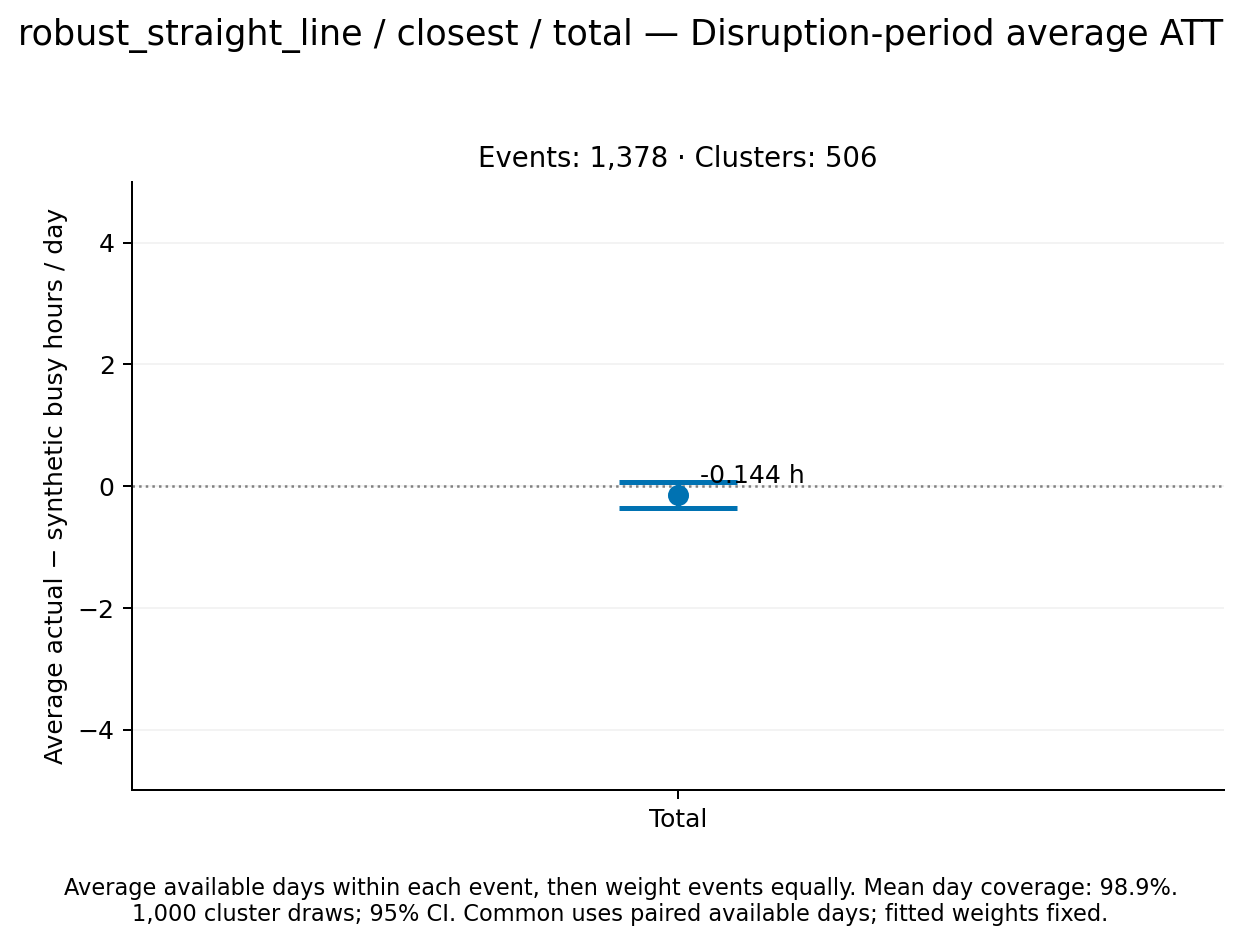 robust_straight_line / closest / total — Disruption-period average ATT
Events: 1,378 · Clusters: 506
Average actual − synthetic busy hours / day
4
2
0
−2
−4
-0.144 h
Total
Average available days within each event, then weight events equally. Mean day coverage: 98.9%.
1,000 cluster draws; 95% CI. Common uses paired available days; fitted weights fixed.